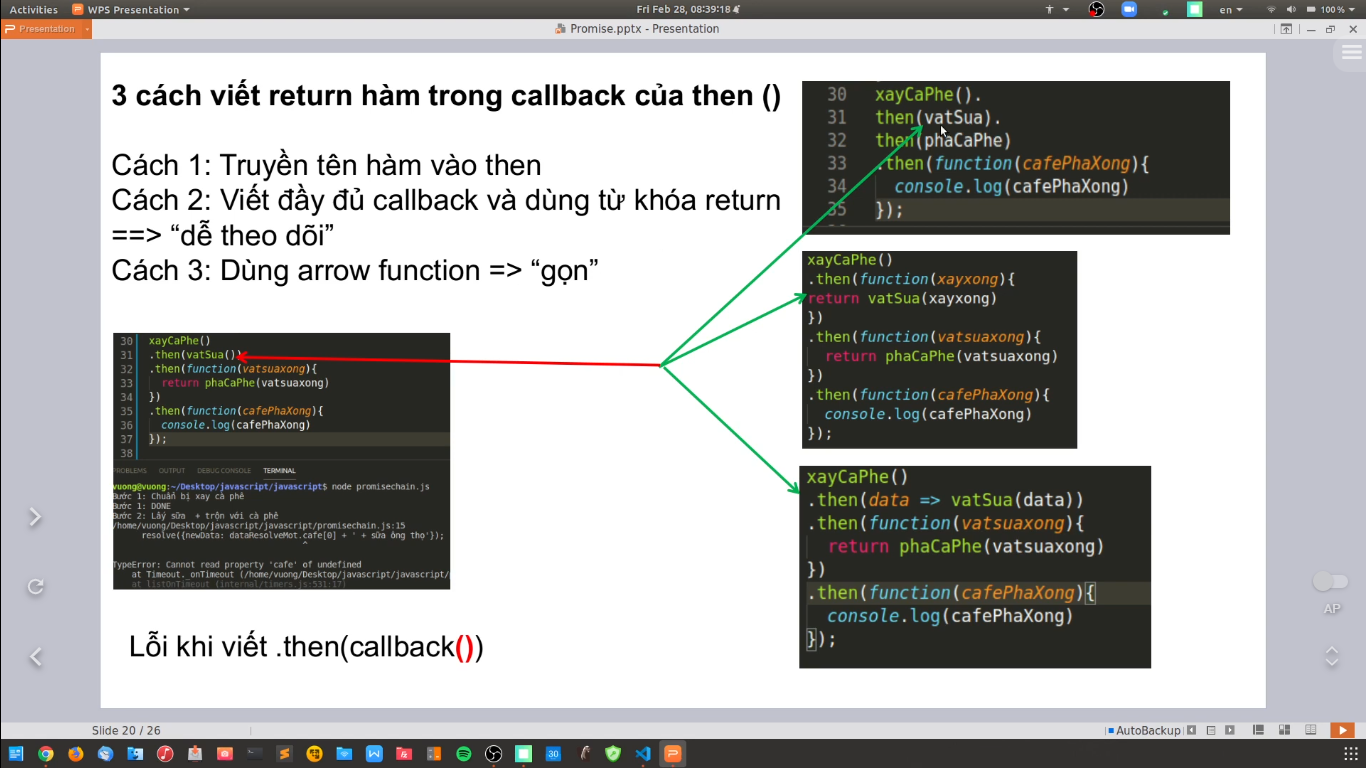 Activities
WPS Presentation
Fri Feb 28, 08:39:18
en
100%
Presentation
Promise.pptx - Presentation
3 cách viết return hàm trong callback của then ()
Cách 1: Truyền tên hàm vào then
Cách 2: Viết đầy đủ callback và dùng từ khóa return
==> “dễ theo dõi”
Cách 3: Dùng arrow function => “gọn”
30 xayCaPhe().
31 then(vatSua).
32 then(phaCaPhe)
33 .then(function(cafePhaXong){
34 console.log(cafePhaXong)
35 });
xayCaPhe()
.then(function(xayxong){
return vatSua(xayxong)
})
.then(function(vatsuaxong){
return phaCaPhe(vatsuaxong)
})
.then(function(cafePhaXong){
console.log(cafePhaXong)
});
30 xayCaPhe()
31 .then(vatSua())
32 .then(function(vatsuaxong){
33 return phaCaPhe(vatsuaxong)
34 })
35 .then(function(cafePhaXong){
36 console.log(cafePhaXong)
37 });
38
PROBLEMS OUTPUT DEBUG CONSOLE TERMINAL
vuong@vuong:~/Desktop/javascript/javascript$ node promisechain.js
Bước 1: Chuẩn bị xay cà phê
Bước 1: DONE
Bước 2: Lấy sữa + trộn với cà phê
/home/vuong/Desktop/javascript/javascript/promisechain.js:15
resolve({newData: dataResolveMot.cafe[0] + ' + sữa ông thọ'});
^
TypeError: Cannot read property 'cafe' of undefined
at Timeout._onTimeout (/home/vuong/Desktop/javascript/javascript/
at listOnTimeout (internal/timers.js:531:17)
xayCaPhe()
.then(data => vatSua(data))
.then(function(vatsuaxong){
return phaCaPhe(vatsuaxong)
})
.then(function(cafePhaXong){
console.log(cafePhaXong)
});
Lỗi khi viết .then(callback())
AP
Slide 20 / 26
AutoBackup
30